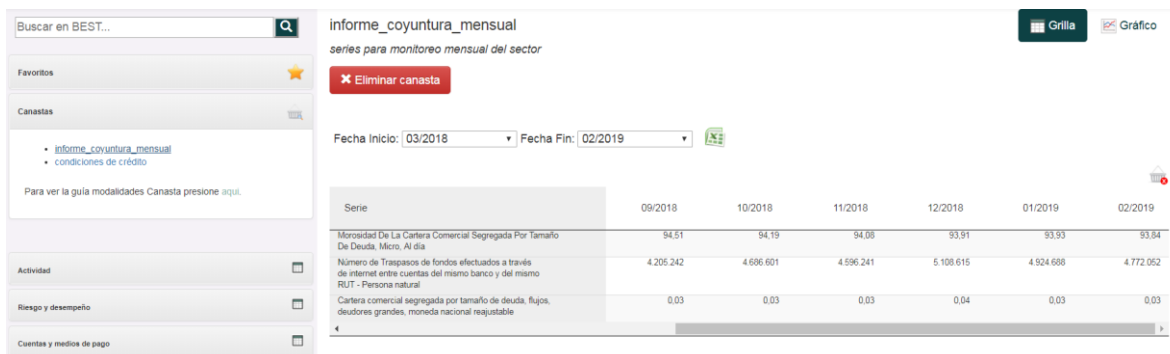 Buscar en BEST...
Favoritos
Canastas
informe_coyuntura_mensual
condiciones de crédito
Para ver la guía modalidades Canasta presione aqui.
Actividad
Riesgo y desempeño
Cuentas y medios de pago
informe_coyuntura_mensual
series para monitoreo mensual del sector
Grilla
Gráfico
Eliminar canasta
Fecha Inicio: 03/2018 Fecha Fin: 02/2019
Serie 09/2018 10/2018 11/2018 12/2018 01/2019 02/2019
Morosidad De La Cartera Comercial Segregada Por Tamaño 94,51 94,19 94,08 93,91 93,93 93,84
De Deuda, Micro, Al día
Número de Traspasos de fondos efectuados a través 4.205.242 4.686.601 4.596.241 5.108.615 4.924.688 4.772.052
de internet entre cuentas del mismo banco y del mismo
RUT - Persona natural
Cartera comercial segregada por tamaño de deuda, flujos, 0,03 0,03 0,03 0,04 0,03 0,03
deudores grandes, moneda nacional reajustable